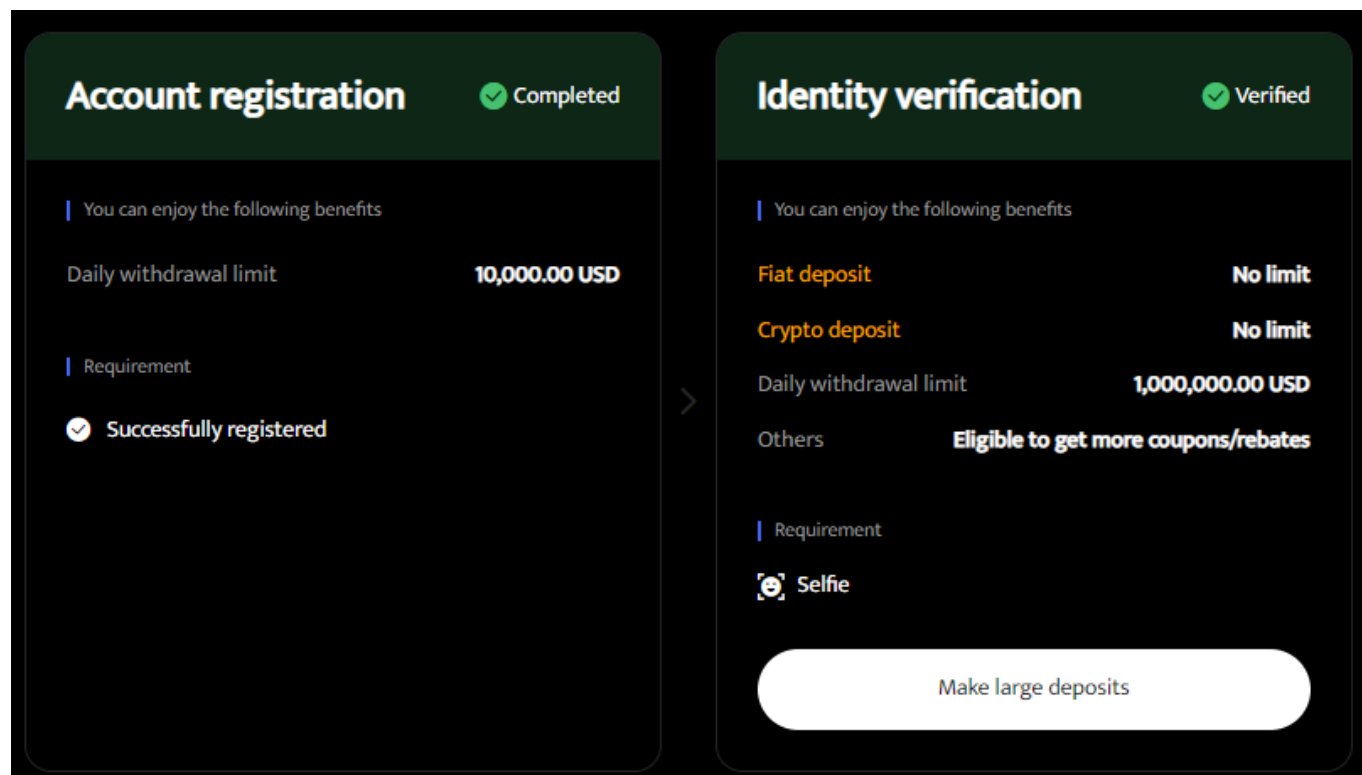 Account registration
Completed
You can enjoy the following benefits
Daily withdrawal limit
10,000.00 USD
Requirement
Successfully registered
Identity verification
Verified
You can enjoy the following benefits
Fiat deposit
No limit
Crypto deposit
No limit
Daily withdrawal limit
1,000,000.00 USD
Others
Eligible to get more coupons/rebates
Requirement
Selfie
Make large deposits